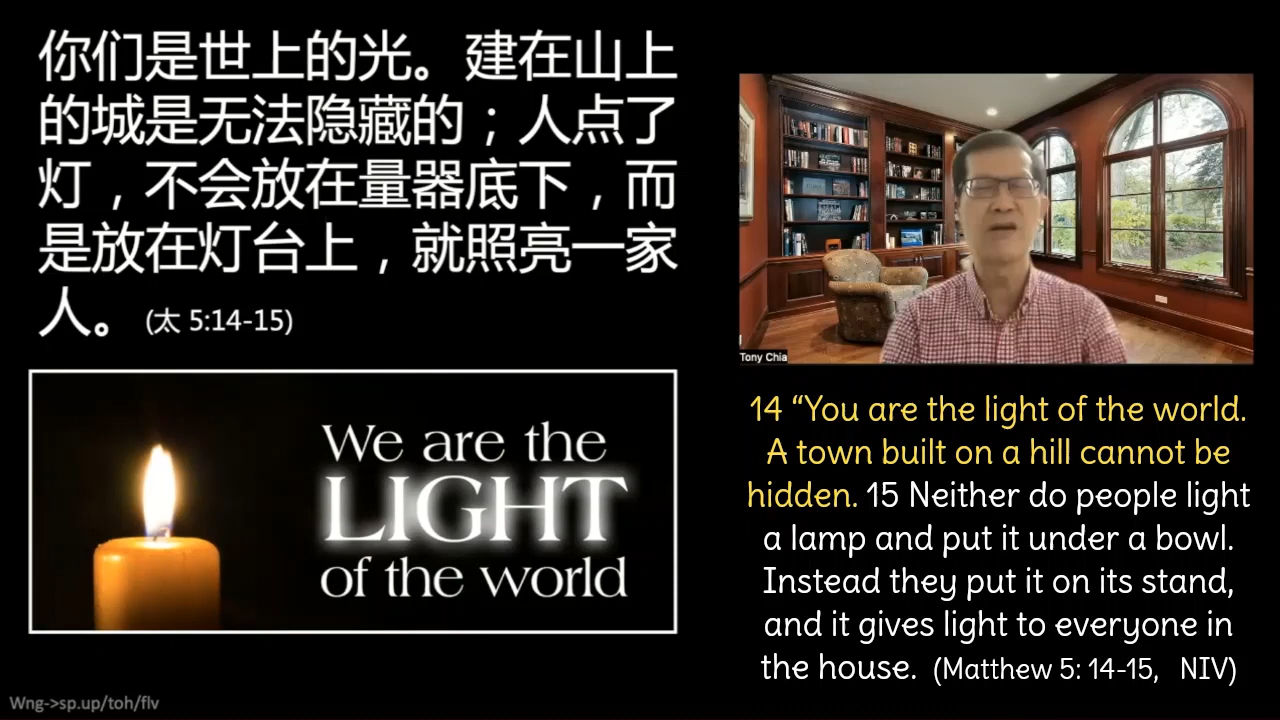 你们是世上的光。建在山上
的城是无法隐藏的；人点了
灯，不会放在量器底下，而
是放在灯台上，就照亮一家
人。 (太 5:14-15)
We are the
LIGHT
of the world
Tony Chia
14 “You are the light of the world.
A town built on a hill cannot be
hidden. 15 Neither do people light
a lamp and put it under a bowl.
Instead they put it on its stand,
and it gives light to everyone in
the house. (Matthew 5: 14-15, NIV)
Wng->sp.up/toh/flv